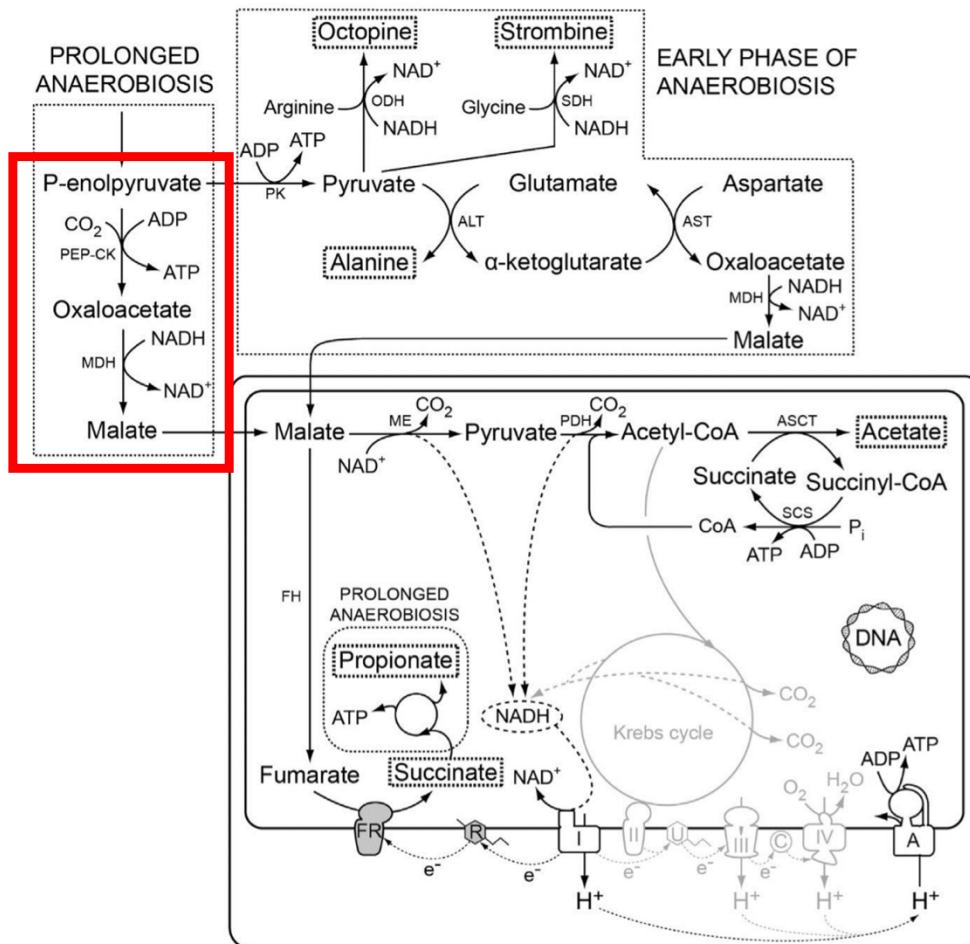 PROLONGED
ANAEROBIOSIS
P-enolpyruvate
CO2
ADP
PEP-CK
ATP
Oxaloacetate
NADH
MDH
NAD+
Malate
EARLY PHASE OF
ANAEROBIOSIS
Octopine
Strombine
NAD+
NAD+
Arginine
ODH
Glycine
SDH
NADH
NADH
ADP
ATP
PK
Pyruvate
Glutamate
Aspartate
ALT
AST
Alanine
α-ketoglutarate
Oxaloacetate
MDH
NADH
NAD+
Malate
Malate
ME
CO2
NAD+
Pyruvate
PDH
CO2
Acetyl-CoA
ASCT
Acetate
Succinate
Succinyl-CoA
SCS
CoA
Pi
ATP
ADP
FH
PROLONGED
ANAEROBIOSIS
Propionate
ATP
NADH
Krebs cycle
CO2
CO2
DNA
Fumarate
Succinate
NAD+
O2
H2O
ADP
ATP
FR
R
I
II
U
III
C
IV
A
e-
e-
e-
e-
e-
H+
H+
H+
H+